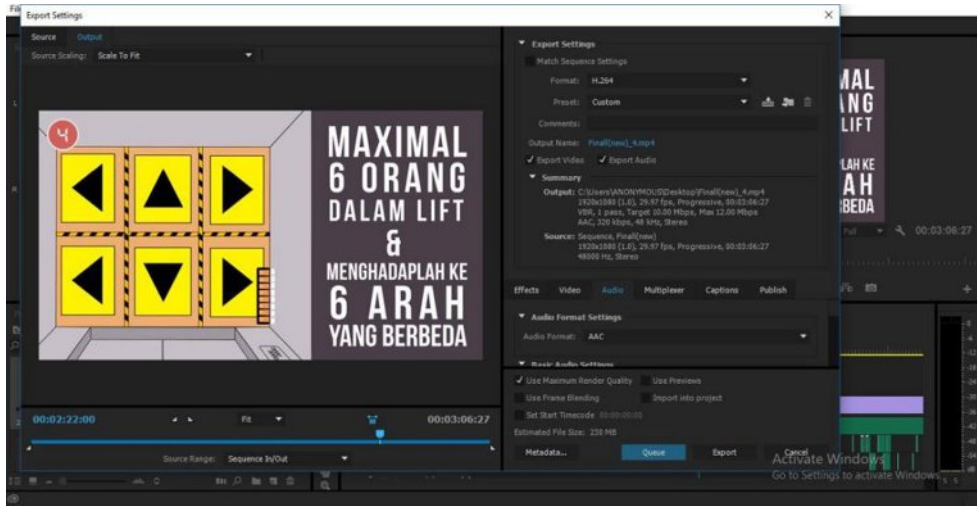 File
Export Settings
Source Output
Source Scaling: Scale To Fit
4
MAXIMAL
6 ORANG
DALAM LIFT
&
MENGHADAPLAH KE
6 ARAH
YANG BERBEDA
00:02:22:00
Fit
00:03:06:27
Source Range: Sequence In/Out
Export Settings
Match Sequence Settings
Format: H.264
Preset: Custom
Comments:
Output Name: Finall(new)_4.mp4
Export Video Export Audio
Summary
Output: C:\Users\ANONYMOUS\Desktop\Finall(new)_4.mp4
1920x1080 (1.0), 29.97 fps, Progressive, 00:03:06:27
VBR, 1 pass, Target 10.00 Mbps, Max 12.00 Mbps
AAC, 320 kbps, 48 kHz, Stereo
Source: Sequence, Finall(new)
1920x1080 (1.0), 29.97 fps, Progressive, 00:03:06:27
48000 Hz, Stereo
Effects Video Audio Multiplexer Captions Publish
Audio Format Settings
Audio Format: AAC
Basic Audio Settings
Use Maximum Render Quality Use Previews
Use Frame Blending Import into project
Set Start Timecode 00:00:00:00
Estimated File Size: 230 MB
Metadata... Queue Export Cancel
MAL
ANG
LIFT
LAH KE
AH
BEDA
Full
00:03:06:27
Activate Windows
Go to Settings to activate Windows.
S S